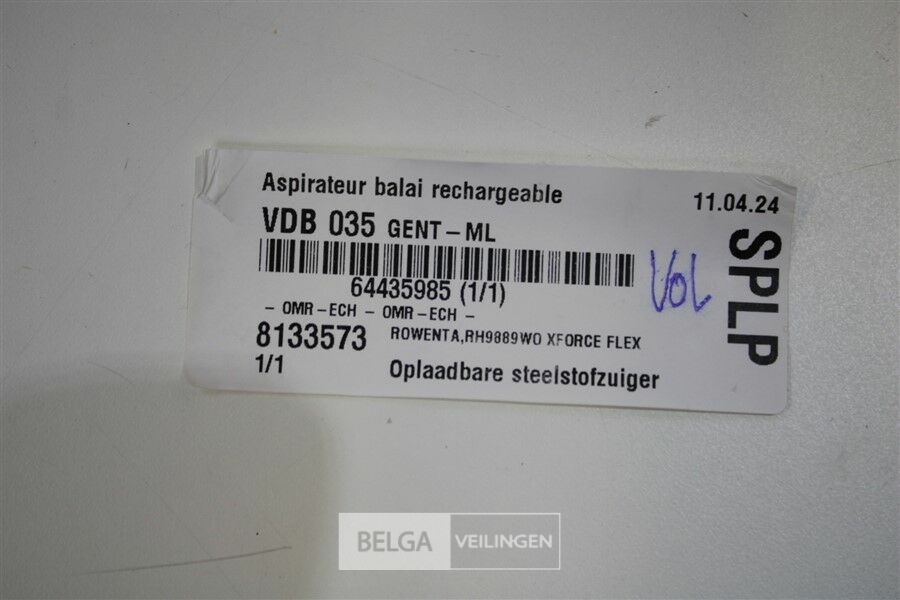 Aspirateur balai rechargeable
11.04.24
VDB 035 GENT – ML
64435985 (1/1)
– OMR – ECH – OMR – ECH –
8133573 ROWENTA,RH9889WO XFORCE FLEX
1/1 Oplaadbare steelstofzuiger
SPLP
Vol
BELGA VEILINGEN